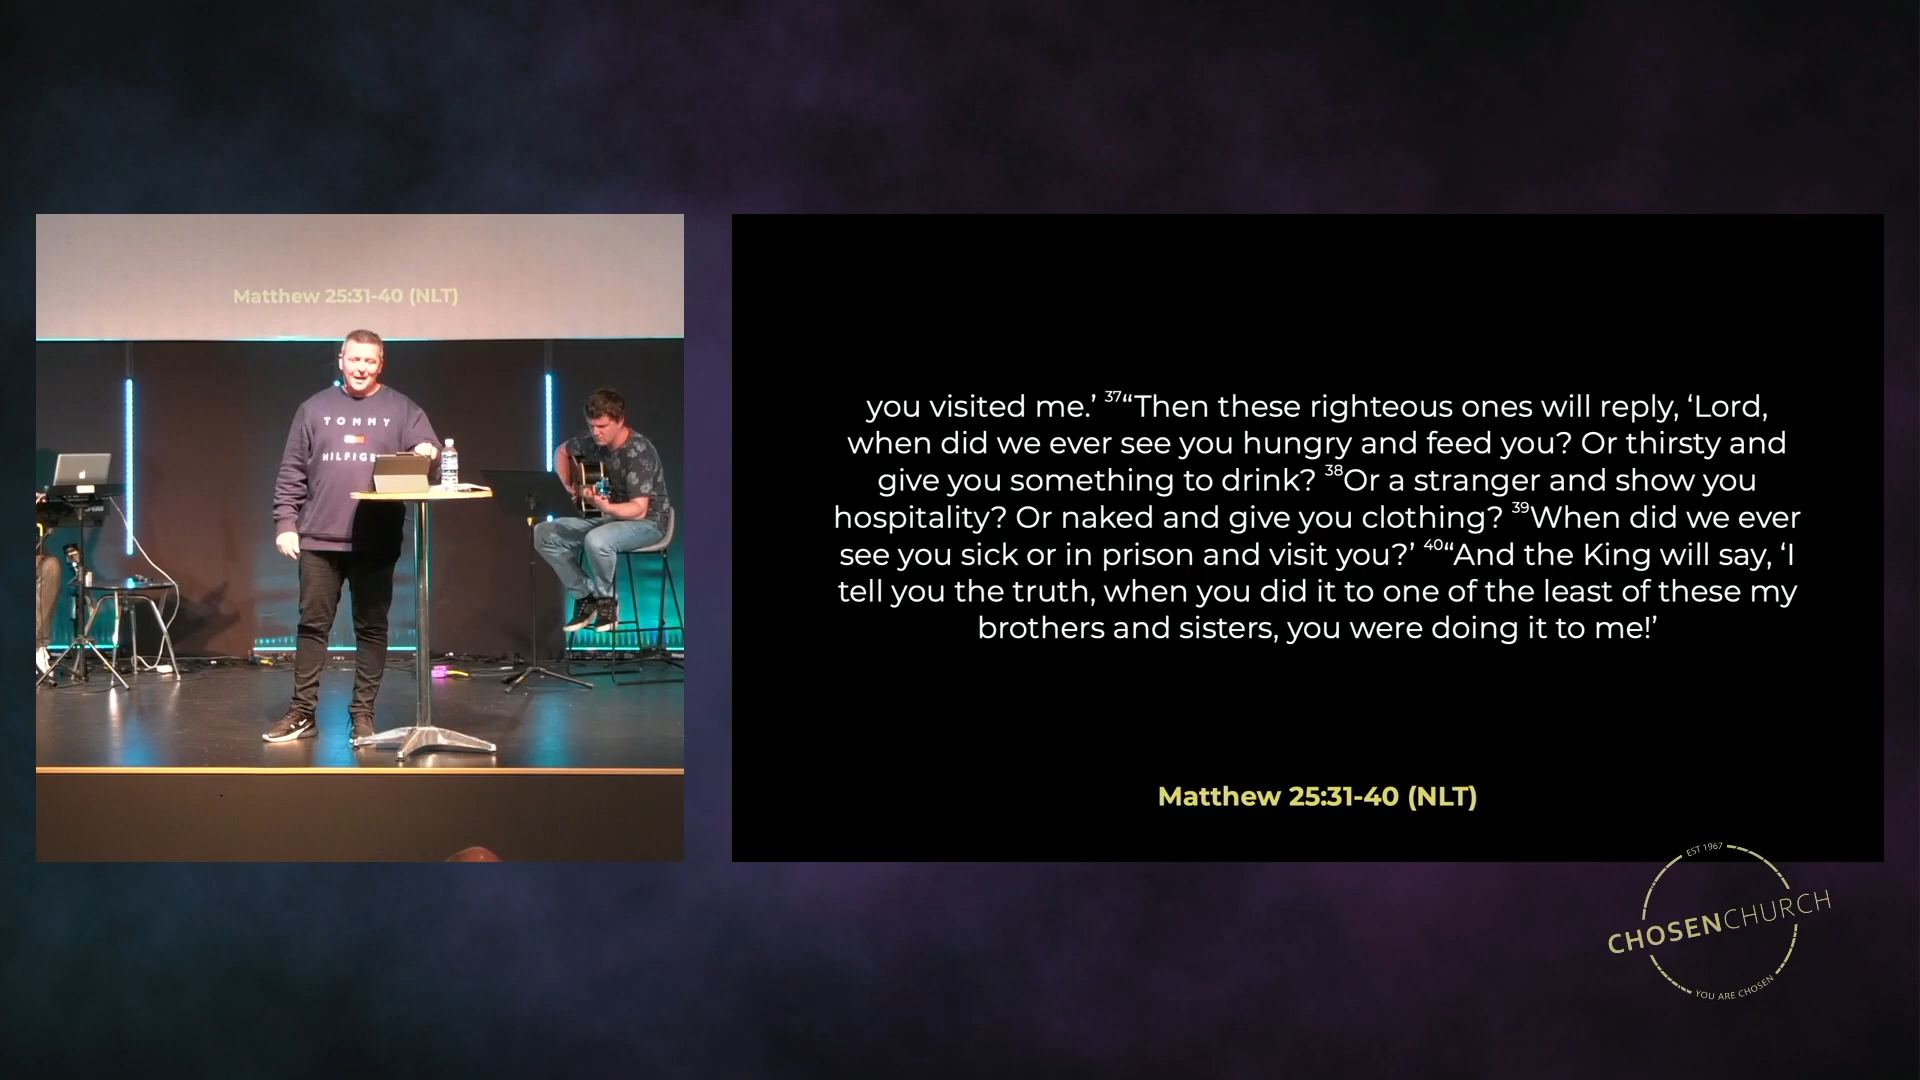 Matthew 25:31-40 (NLT)
TOMMY
HILFIGE
you visited me.’ ³⁷“Then these righteous ones will reply, ‘Lord,
when did we ever see you hungry and feed you? Or thirsty and
give you something to drink? ³⁸Or a stranger and show you
hospitality? Or naked and give you clothing? ³⁹When did we ever
see you sick or in prison and visit you?’ ⁴⁰“And the King will say, ‘I
tell you the truth, when you did it to one of the least of these my
brothers and sisters, you were doing it to me!’
Matthew 25:31-40 (NLT)
EST 1967
CHOSENCHURCH
YOU ARE CHOSEN